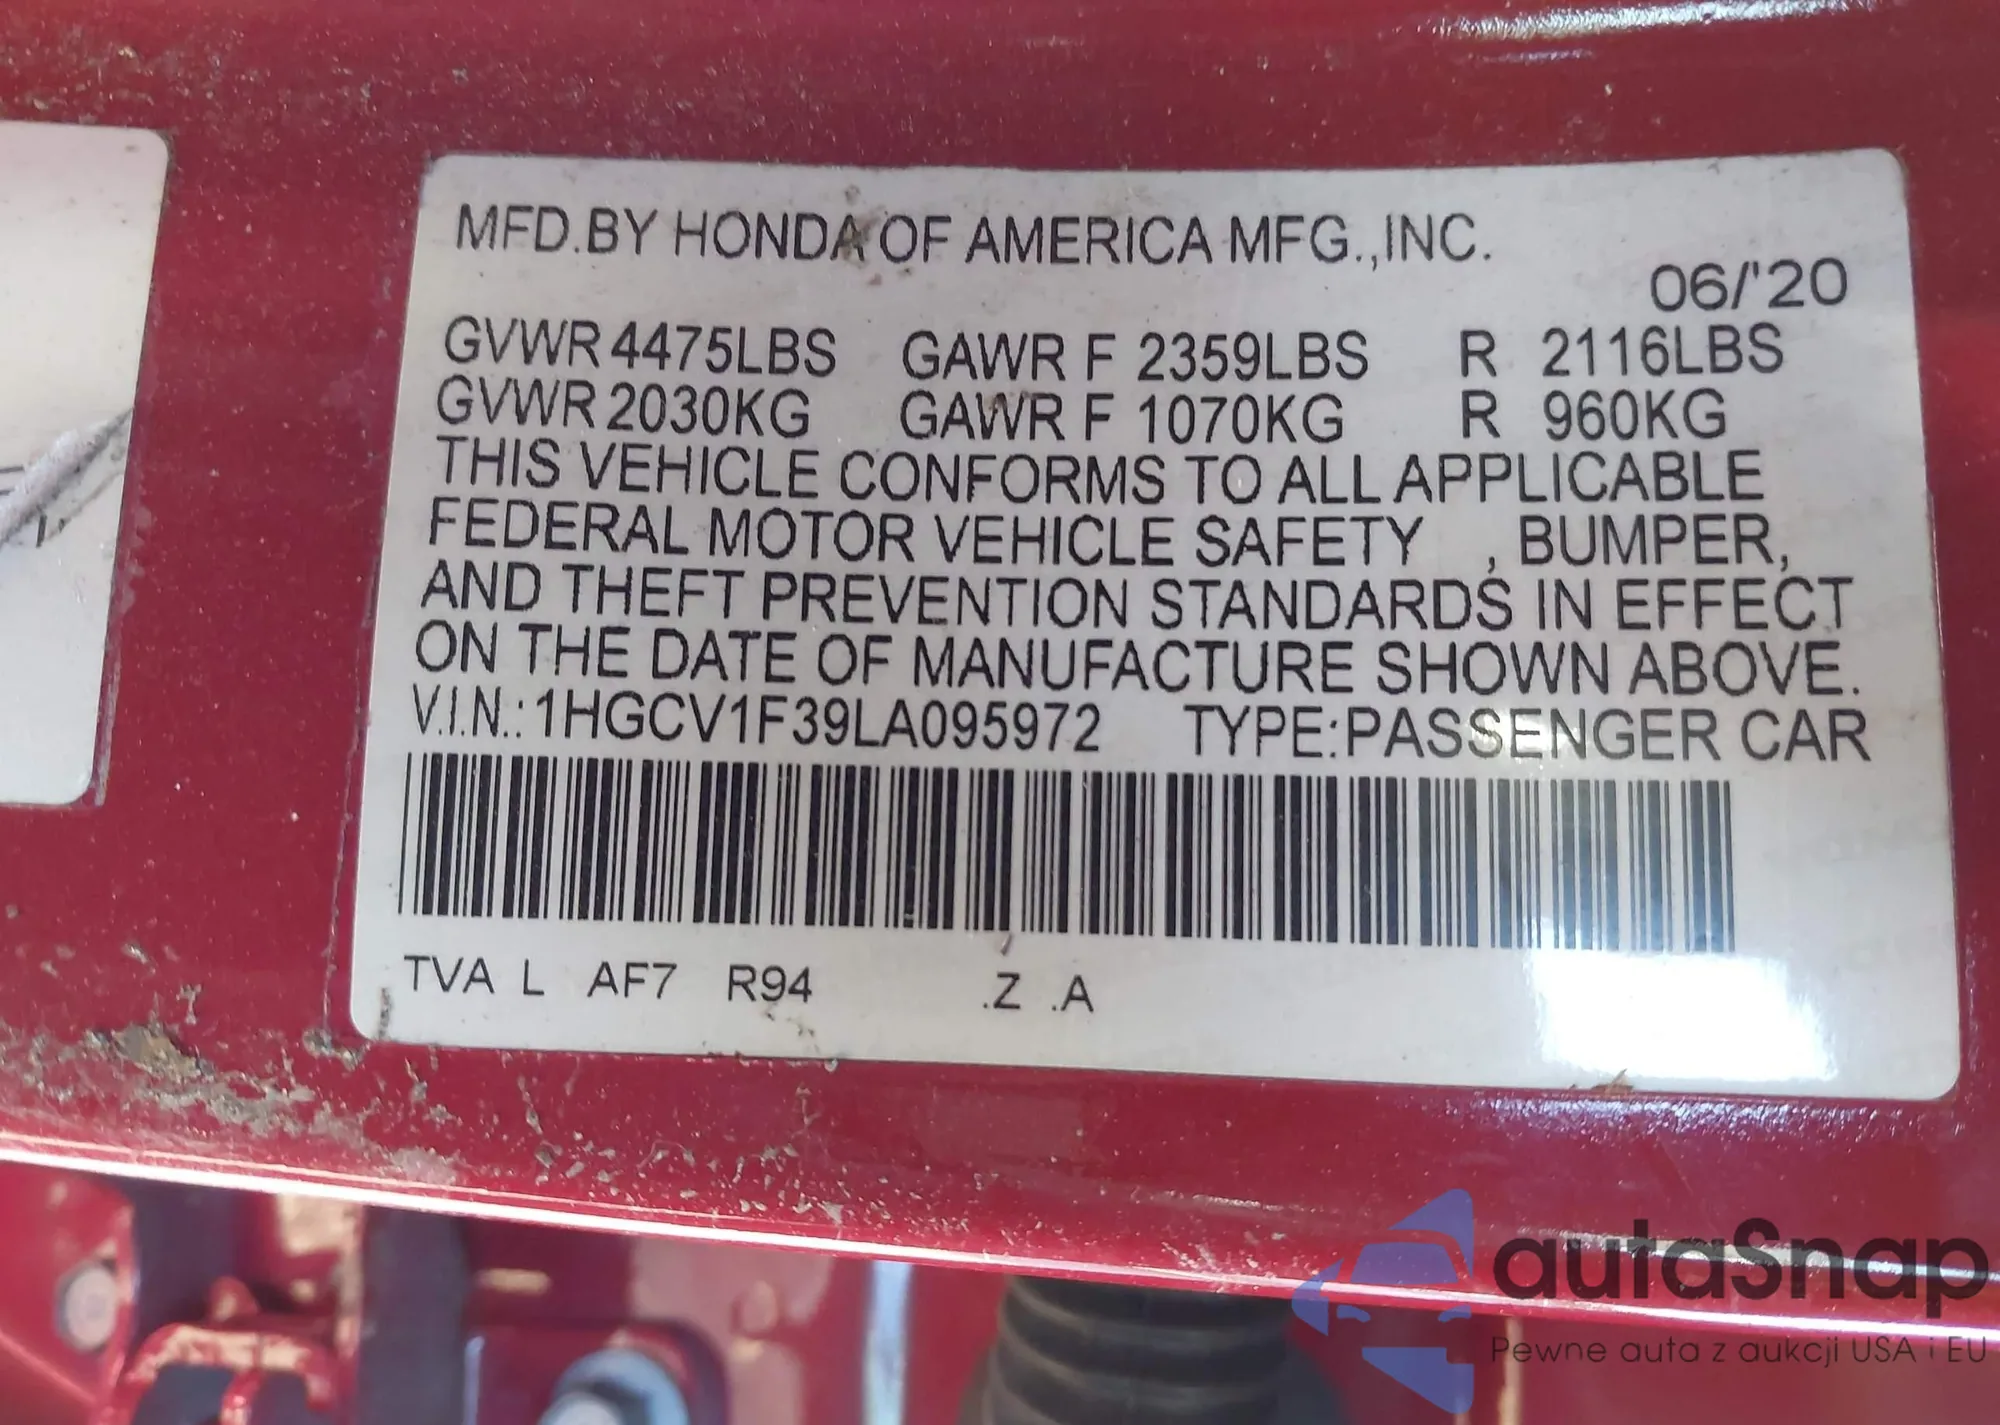 MFD.BY HONDA OF AMERICA MFG.,INC.
06/'20
GVWR 4475LBS GAWR F 2359LBS R 2116LBS
GVWR 2030KG GAWR F 1070KG R 960KG
THIS VEHICLE CONFORMS TO ALL APPLICABLE
FEDERAL MOTOR VEHICLE SAFETY , BUMPER,
AND THEFT PREVENTION STANDARDS IN EFFECT
ON THE DATE OF MANUFACTURE SHOWN ABOVE.
V.I.N.: 1HGCV1F39LA095972 TYPE:PASSENGER CAR
TVA L AF7 R94 .Z .A
autaSnap
Pewne auta z aukcji USA i EU